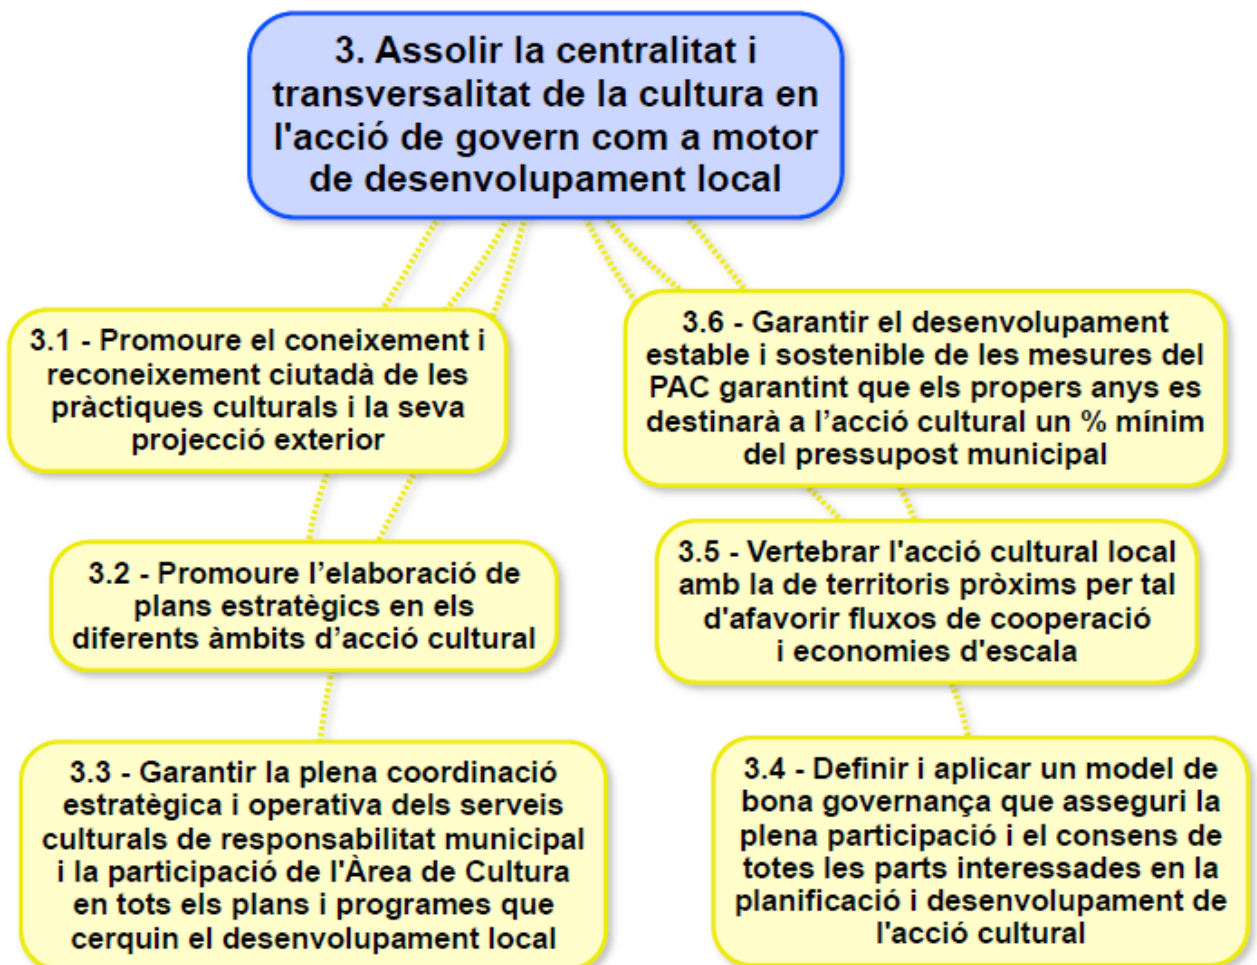 3. Assolir la centralitat i
transversalitat de la cultura en
l'acció de govern com a motor
de desenvolupament local
3.1 - Promoure el coneixement i
reconeixement ciutadà de les
pràctiques culturals i la seva
projecció exterior
3.2 - Promoure l’elaboració de
plans estratègics en els
diferents àmbits d’acció cultural
3.3 - Garantir la plena coordinació
estratègica i operativa dels serveis
culturals de responsabilitat municipal
i la participació de l'Àrea de Cultura
en tots els plans i programes que
cerquin el desenvolupament local
3.6 - Garantir el desenvolupament
estable i sostenible de les mesures del
PAC garantint que els propers anys es
destinarà a l’acció cultural un % mínim
del pressupost municipal
3.5 - Vertebrar l'acció cultural local
amb la de territoris pròxims per tal
d'afavorir fluxos de cooperació
i economies d'escala
3.4 - Definir i aplicar un model de
bona governança que asseguri la
plena participació i el consens de
totes les parts interessades en la
planificació i desenvolupament de
l'acció cultural